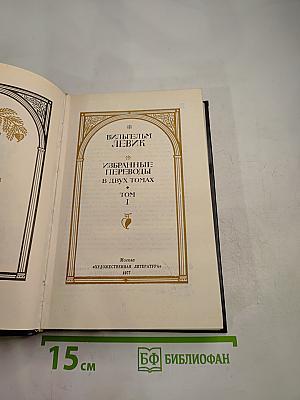 ВИЛЬГЕЛЬМ
ЛЕВИК
ИЗБРАННЫЕ
ПЕРЕВОДЫ
В ДВУХ ТОМАХ
ТОМ
I
Москва
«ХУДОЖЕСТВЕННАЯ ЛИТЕРАТУРА»
1977
15 см
БФ БИБЛИОФАН